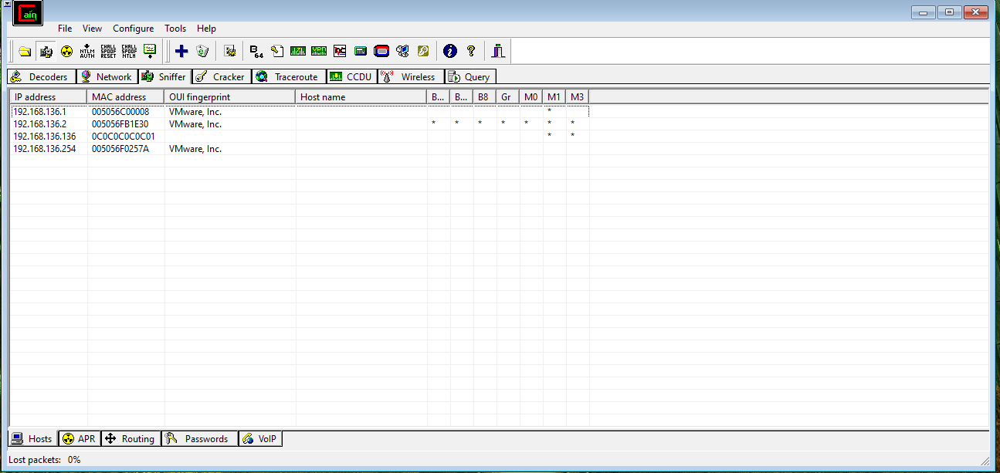 aın
File View Configure Tools Help
NTLM AUTH CHALL SPOOF RESET CHALL SPOOF NTLM B 64
Decoders Network Sniffer Cracker Traceroute CCDU Wireless Query
IP address MAC address OUI fingerprint Host name B... B... B8 Gr M0 M1 M3
192.168.136.1 005056C00008 VMware, Inc. *
192.168.136.2 005056FB1E30 VMware, Inc. * * * * * * *
192.168.136.136 0C0C0C0C0C01 * *
192.168.136.254 005056F0257A VMware, Inc.
Hosts APR Routing Passwords VoIP
Lost packets: 0%